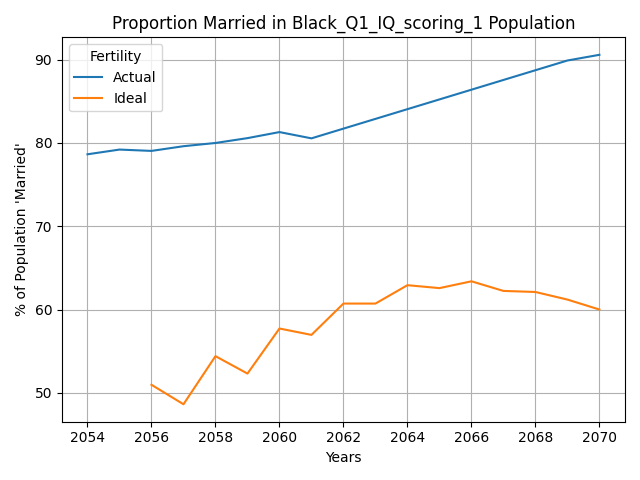 Proportion Married in Black_Q1_IQ_scoring_1 Population
Fertility
Actual
Ideal
% of Population 'Married'
90
80
70
60
50
2054 2056 2058 2060 2062 2064 2066 2068 2070
Years